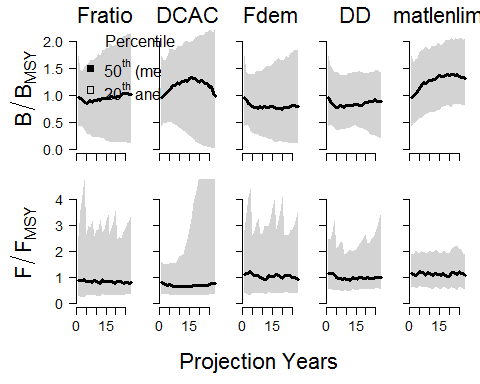 Fratio DCAC Fdem DD matlenlim
Percentile
50th (me
20th and
B / BMSY
2.0
1.5
1.0
0.5
0.0
F / FMSY
4
3
2
1
0
0 15 0 15 0 15 0 15 0 15
Projection Years